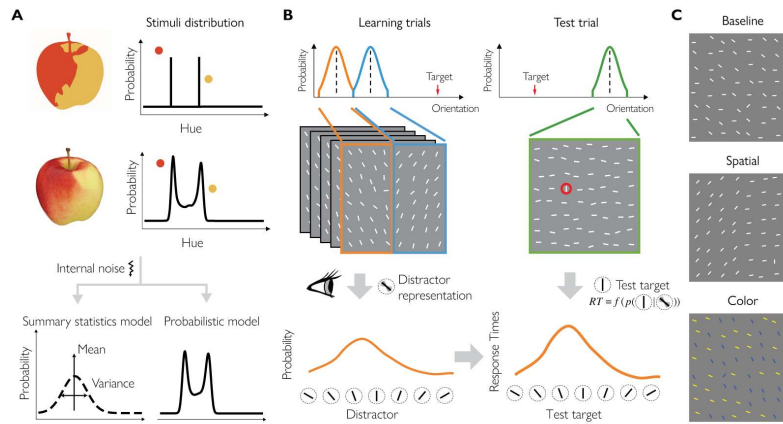 A
Stimuli distribution
Probability
Hue
Probability
Hue
Internal noise
Summary statistics model
Probabilistic model
Mean
Variance
B
Learning trials
Test trial
Probability
Target
Orientation
Probability
Target
Orientation
Distractor
representation
Test target
RT = f(p( | ))
Probability
Distractor
Response Times
Test target
C
Baseline
Spatial
Color